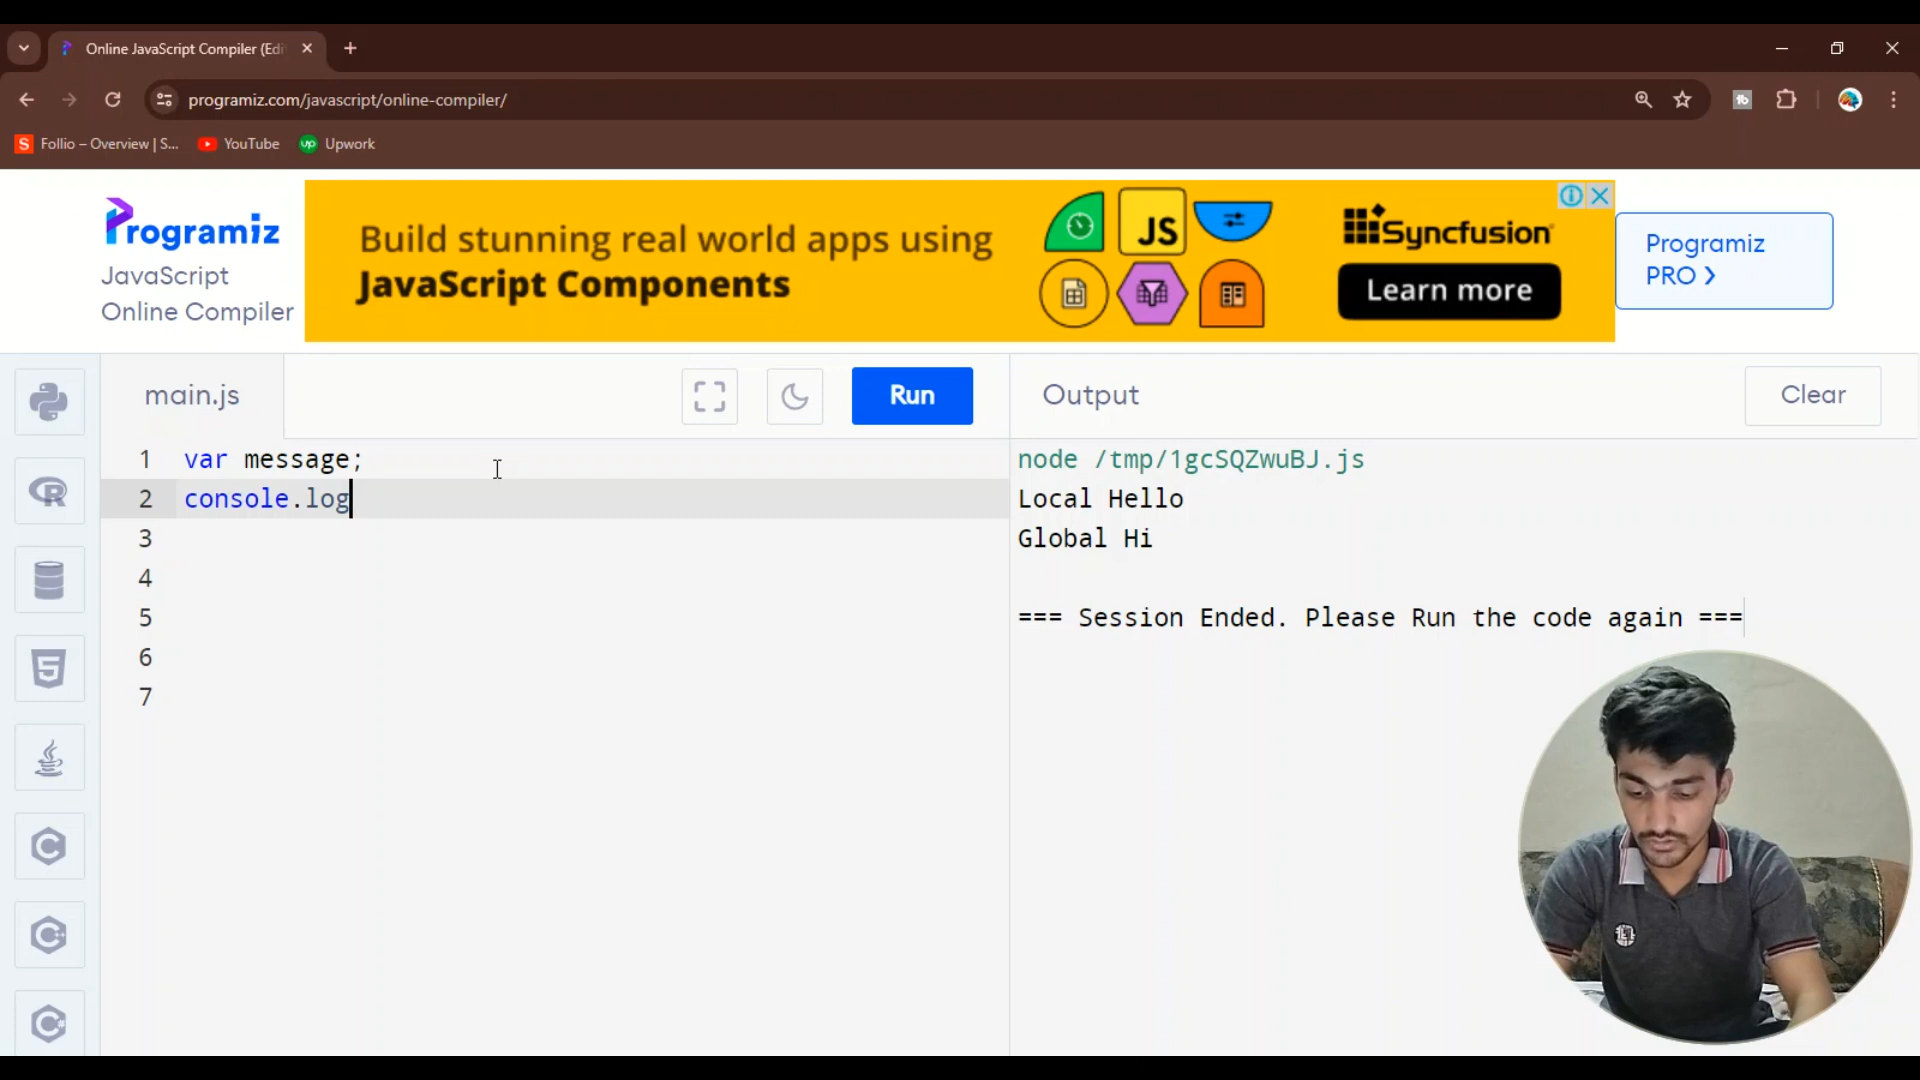 Online JavaScript Compiler (Edi
programiz.com/javascript/online-compiler/
Follio – Overview | S...
YouTube
Upwork
Programiz
JavaScript
Online Compiler
Build stunning real world apps using
JavaScript Components
JS
Syncfusion
Learn more
Programiz
PRO ❯
main.js
Run
Output
Clear
1 var message;
2 console.log
3
4
5
6
7
node /tmp/1gcSQZwuBJ.js
Local Hello
Global Hi
=== Session Ended. Please Run the code again ===